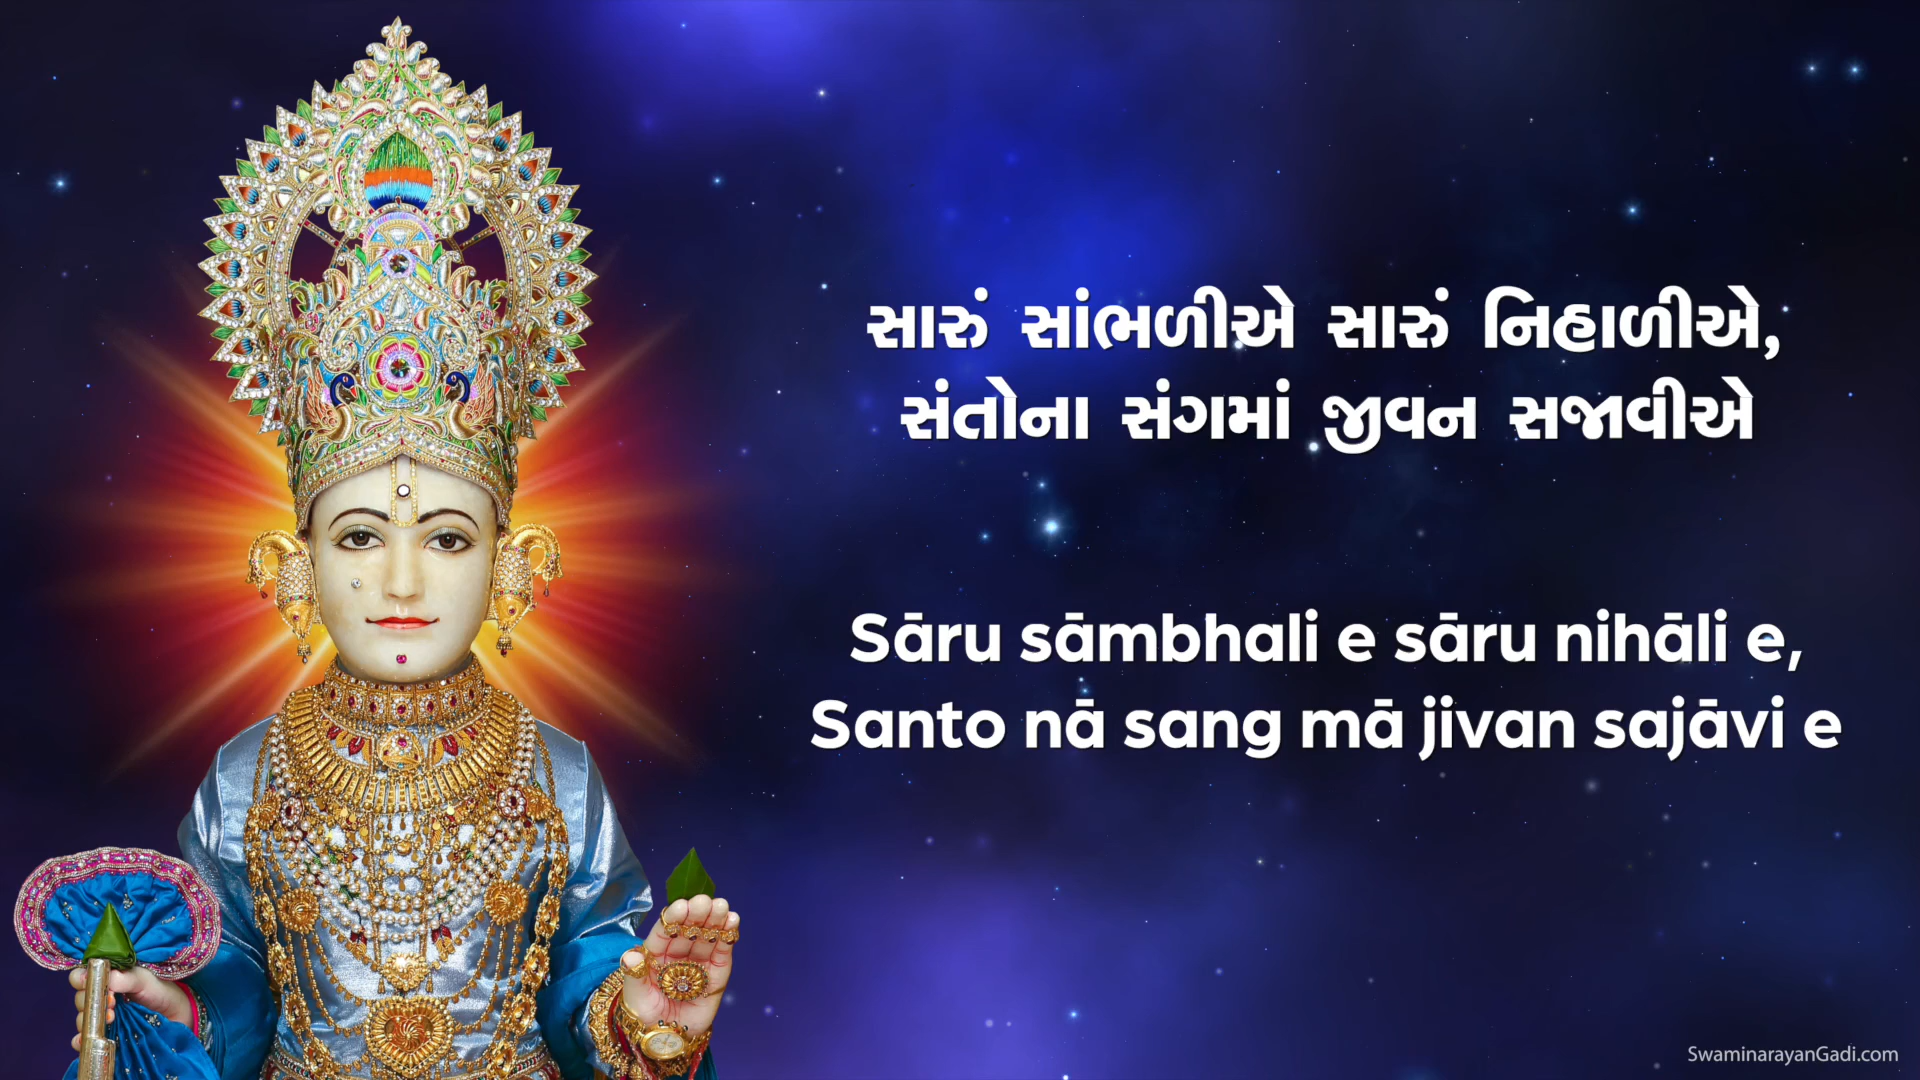 સારું સાંભળીએ સારું નિહાળીએ,
સંતોના સંગમાં જીવન સજાવીએ
Sāru sāmbhali e sāru nihāli e,
Santo nā sang mā jivan sajāvi e
SwaminarayanGadi.com